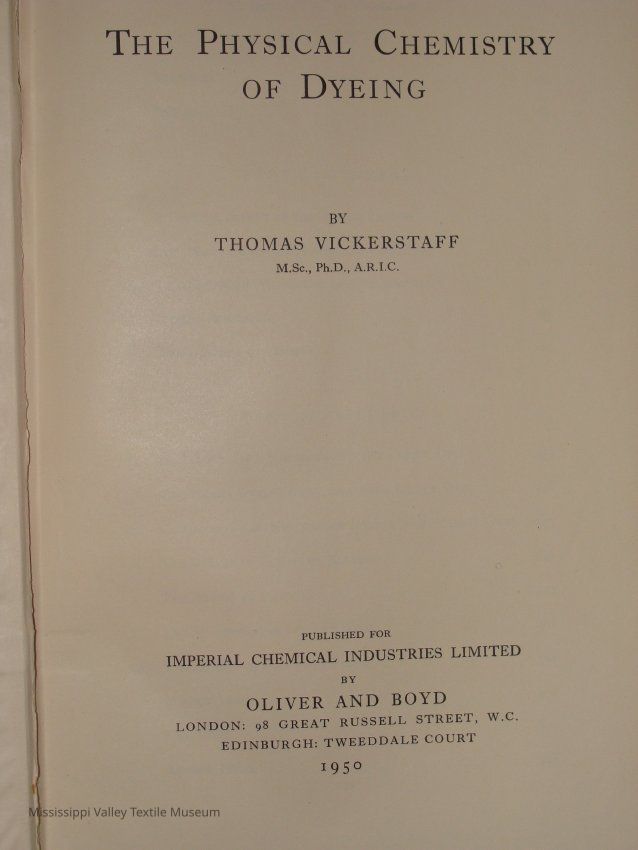 THE PHYSICAL CHEMISTRY
OF DYEING
BY
THOMAS VICKERSTAFF
M.Sc., Ph.D., A.R.I.C.
PUBLISHED FOR
IMPERIAL CHEMICAL INDUSTRIES LIMITED
BY
OLIVER AND BOYD
LONDON: 98 GREAT RUSSELL STREET, W.C.
EDINBURGH: TWEEDDALE COURT
1950
Mississippi Valley Textile Museum